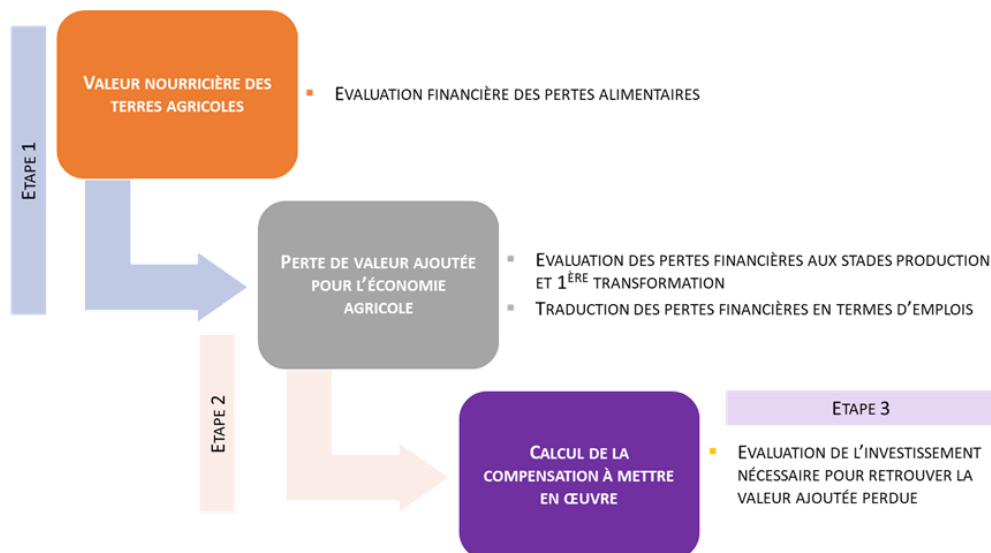 VALEUR NOURRICIÈRE DES
TERRES AGRICOLES
▪ EVALUATION FINANCIÈRE DES PERTES ALIMENTAIRES
ETAPE 1
PERTE DE VALEUR AJOUTÉE
POUR L'ÉCONOMIE
AGRICOLE
▪ EVALUATION DES PERTES FINANCIÈRES AUX STADES PRODUCTION
ET 1ÈRE TRANSFORMATION
▪ TRADUCTION DES PERTES FINANCIÈRES EN TERMES D'EMPLOIS
ETAPE 2
CALCUL DE LA
COMPENSATION À METTRE
EN ŒUVRE
ETAPE 3
▪ EVALUATION DE L'INVESTISSEMENT
NÉCESSAIRE POUR RETROUVER LA
VALEUR AJOUTÉE PERDUE